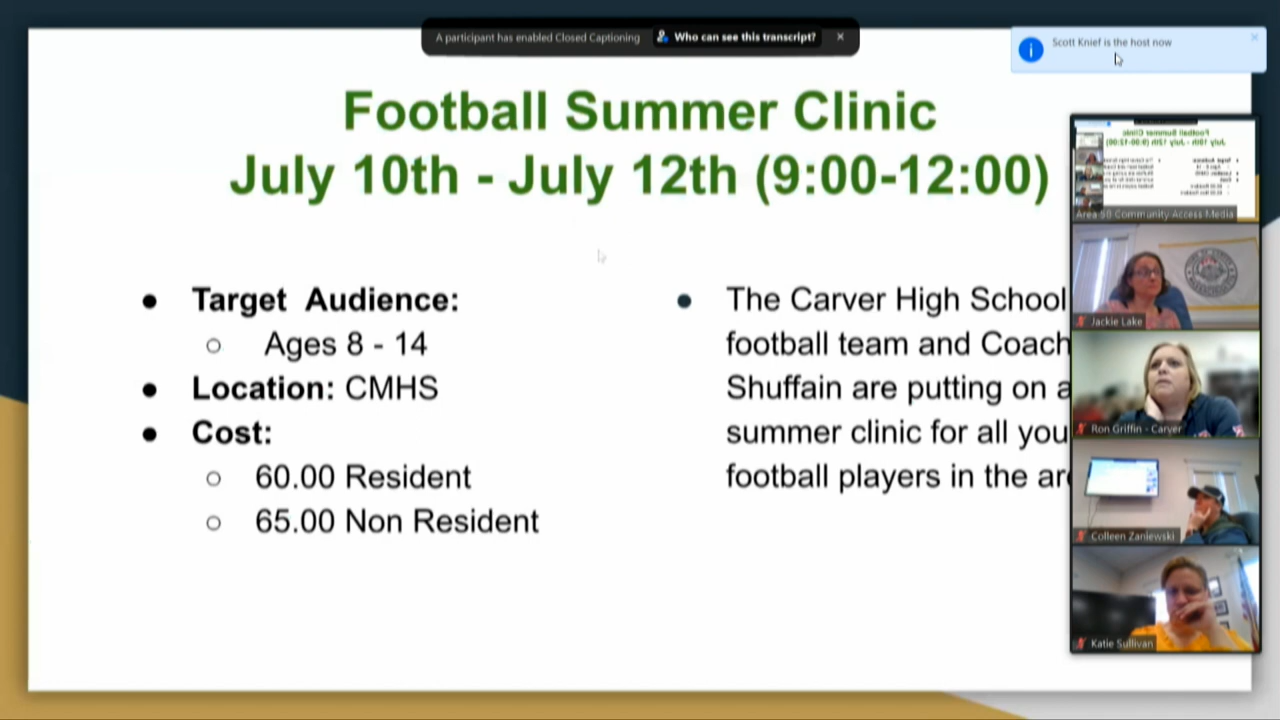 A participant has enabled Closed Captioning
Who can see this transcript?
Scott Knief is the host now
Football Summer Clinic
July 10th - July 12th (9:00-12:00)
Target Audience:
Ages 8 - 14
Location: CMHS
Cost:
60.00 Resident
65.00 Non Resident
The Carver High School
football team and Coach
Shuffain are putting on a
summer clinic for all you
football players in the are
Area 58 Community Access Media
Jackie Lake
Ron Griffin - Carver
Colleen Zaniewski
Katie Sullivan